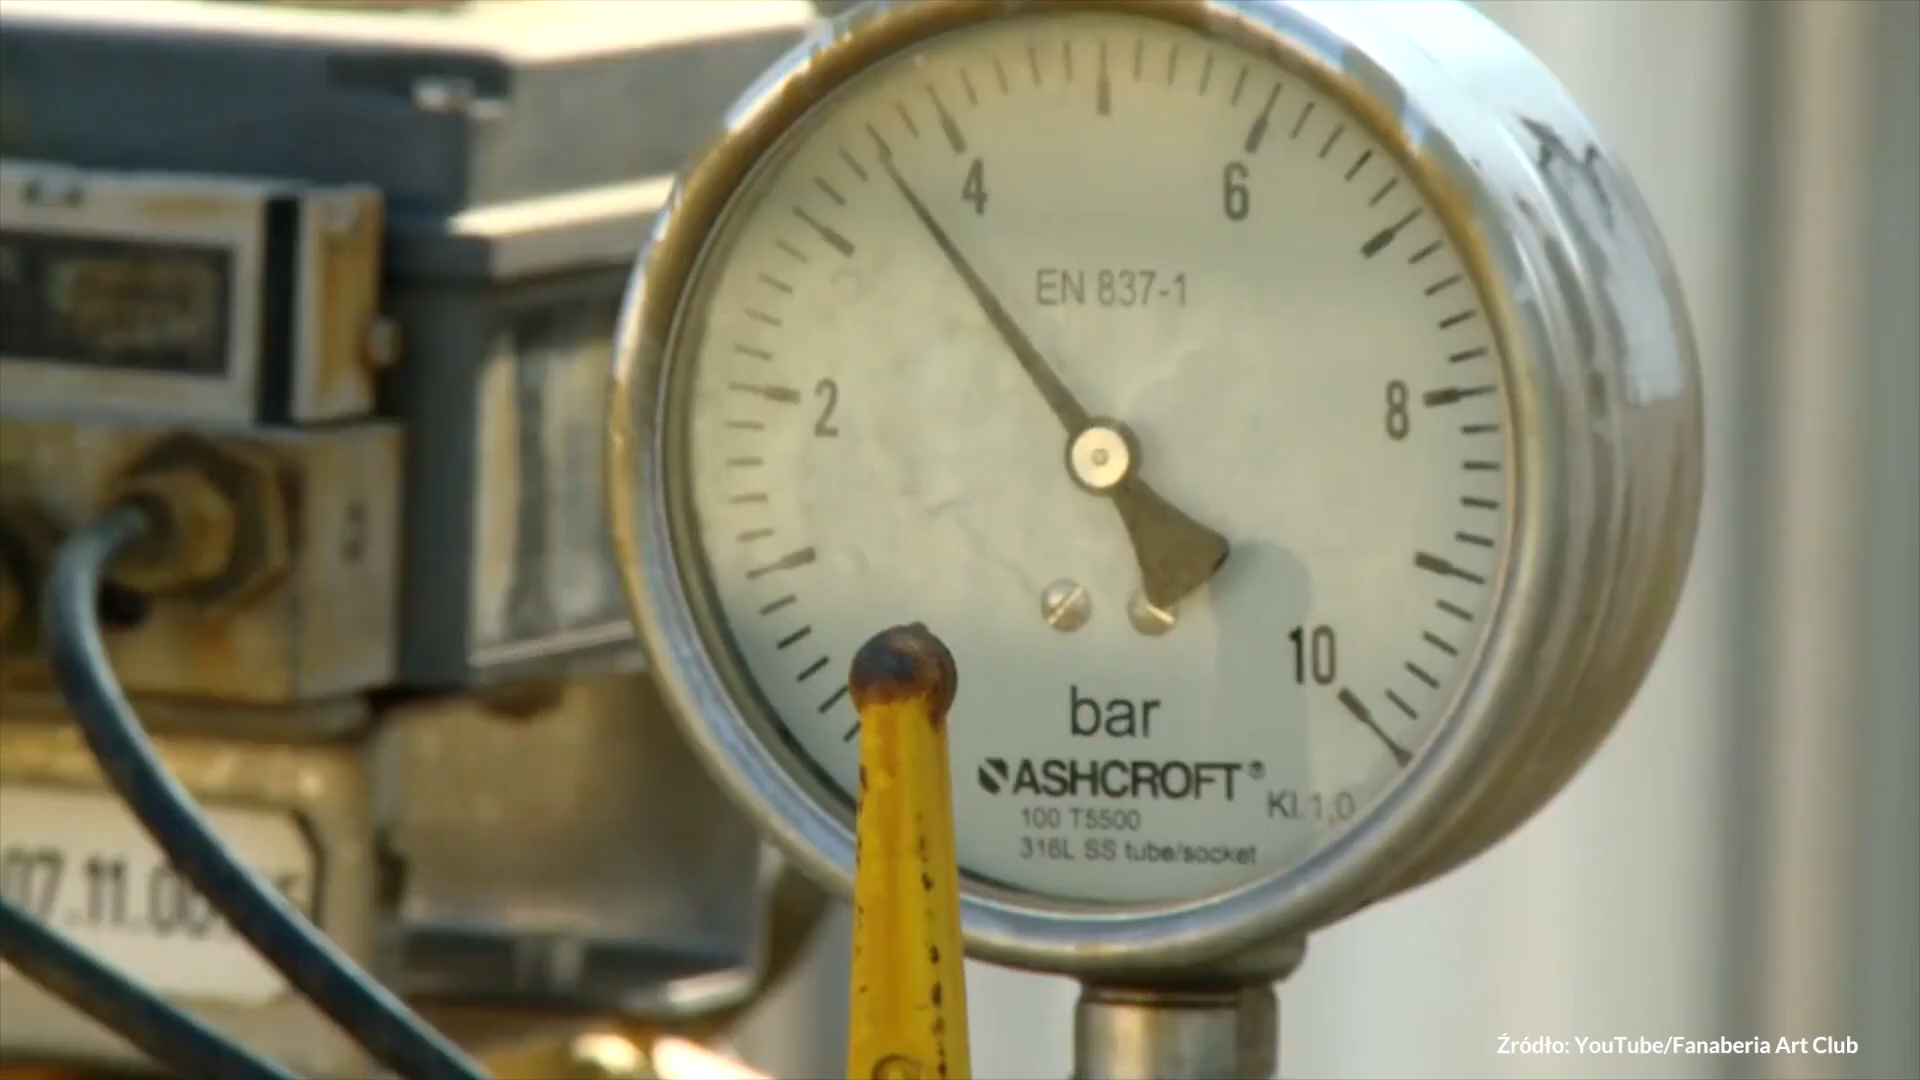 4
6
EN 837-1
2
8
10
bar
ASHCROFT®
Kl. 1,0
100 T5500
316L SS tube/socket
Źródło: YouTube/Fanaberia Art Club